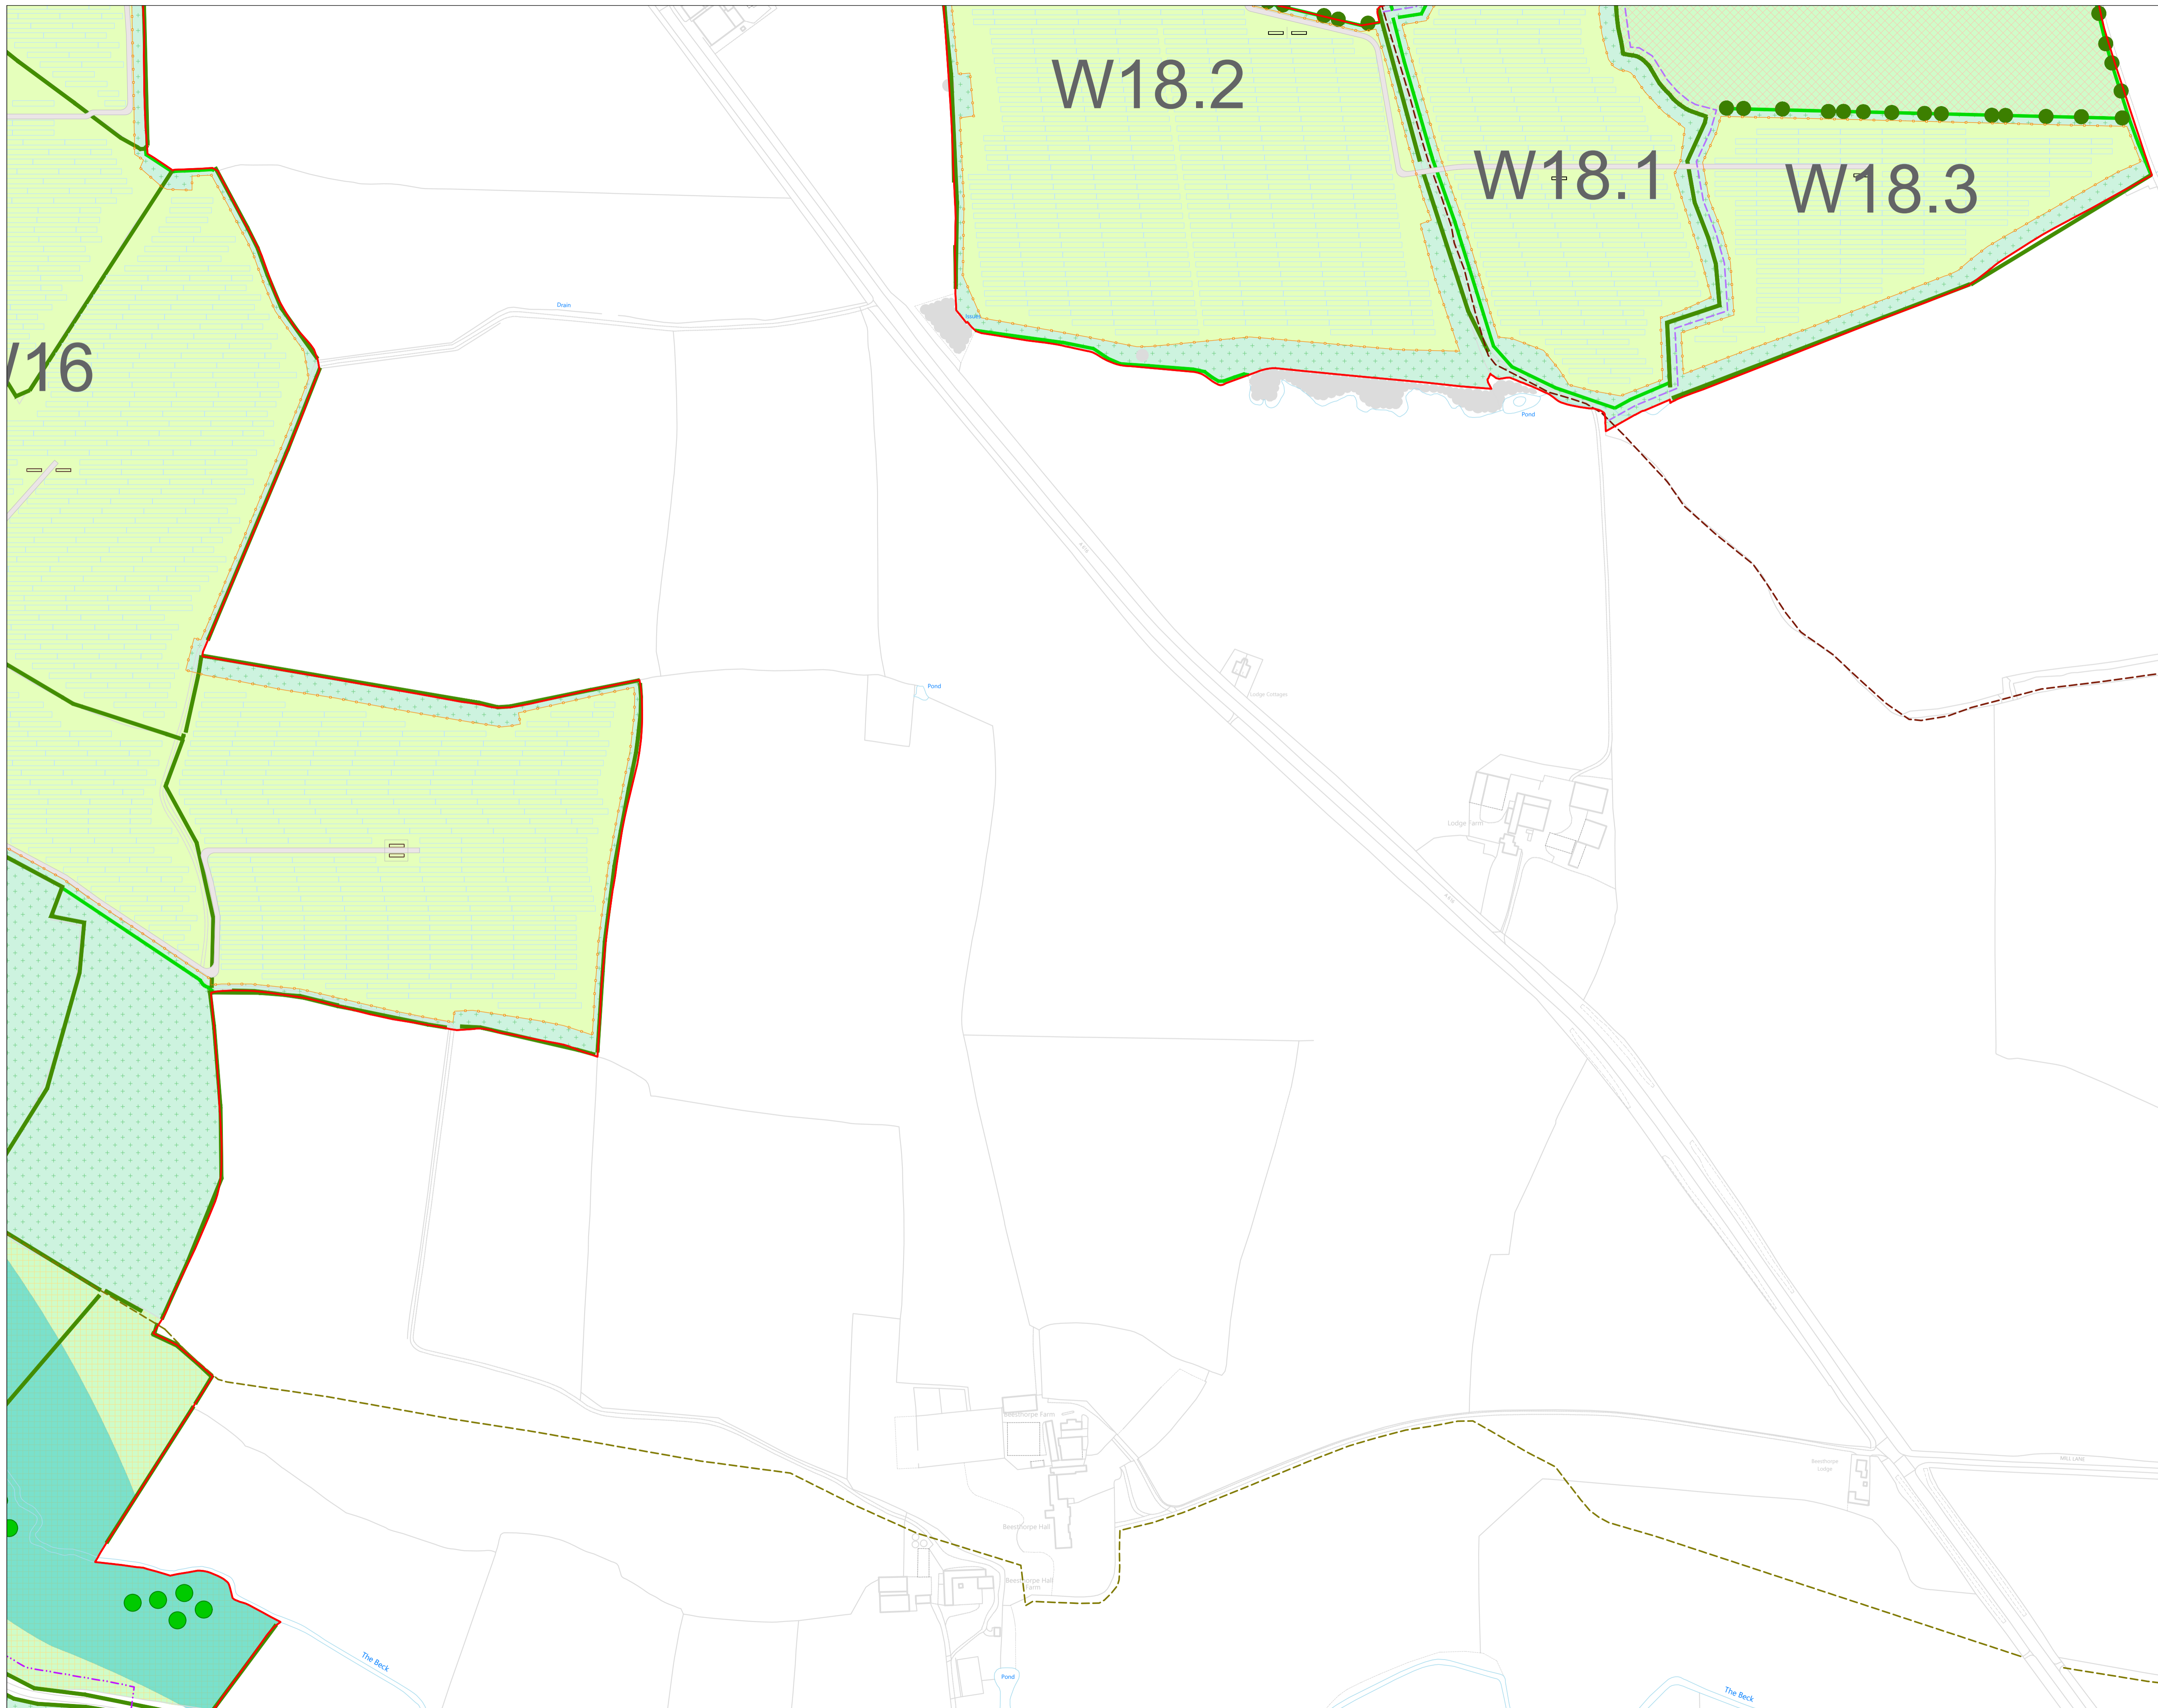 W18.2
W18.1
W18.3
Drain
Issues
/16
Pond
Pond
Lodge Cottages
Lodge Farm
Beesthorpe Farm
Beesthorpe
Lodge
MILL LANE
Beesthorpe Hall
Beesthorpe Hall
Farm
The Beck
Pond
The Beck